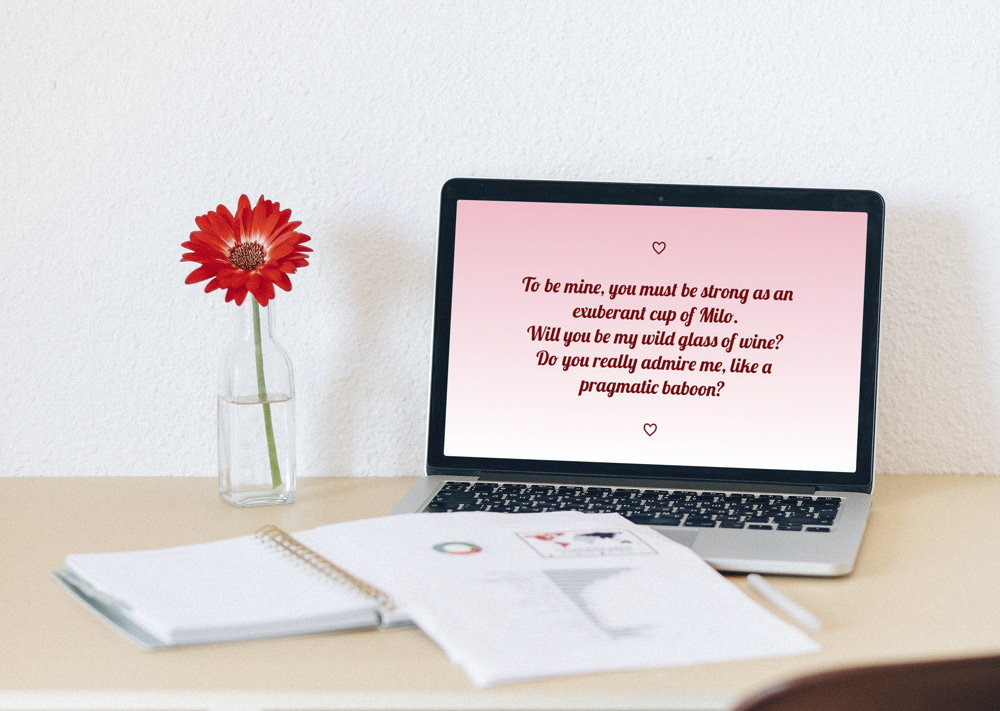 To be mine, you must be strong as an
exuberant cup of Milo.
Will you be my wild glass of wine?
Do you really admire me, like a
pragmatic baboon?